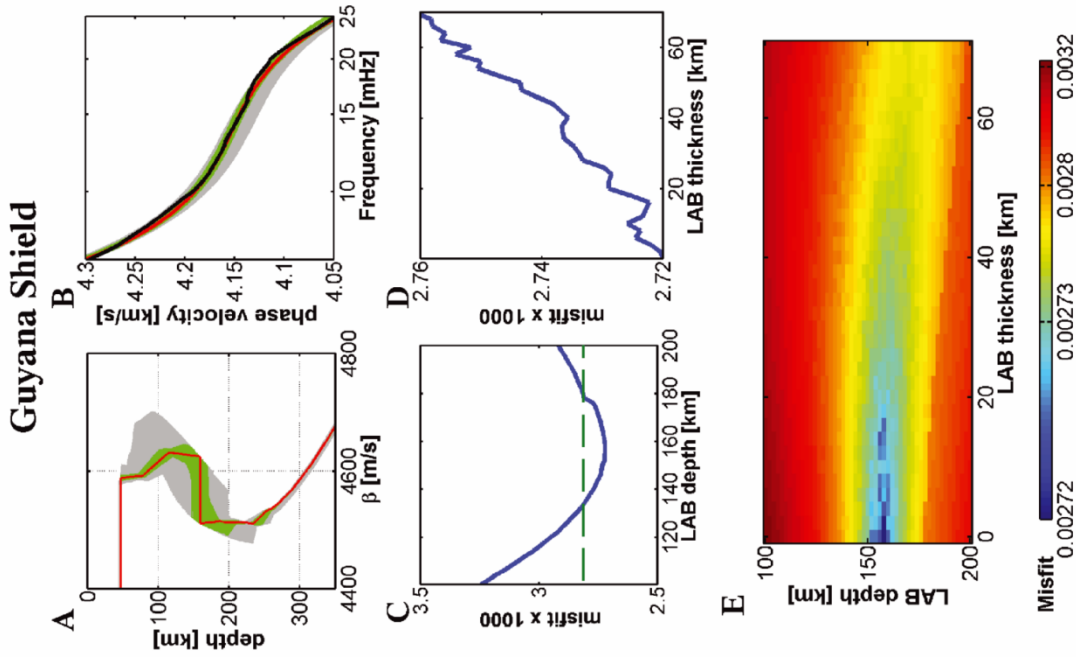 Guyana Shield
A
0
100
200
300
depth [km]
4400
4600
4800
β [m/s]
B
4.3
4.25
4.2
4.15
4.1
4.05
phase velocity [km/s]
10
15
20
25
Frequency [mHz]
C
3.5
3
2.5
misfit x 1000
120
140
160
180
200
LAB depth [km]
D
2.76
2.74
2.72
misfit x 1000
20
40
60
LAB thickness [km]
E
100
150
200
LAB depth [km]
0
20
40
60
LAB thickness [km]
Misfit
0.00272
0.00273
0.0028
0.0032